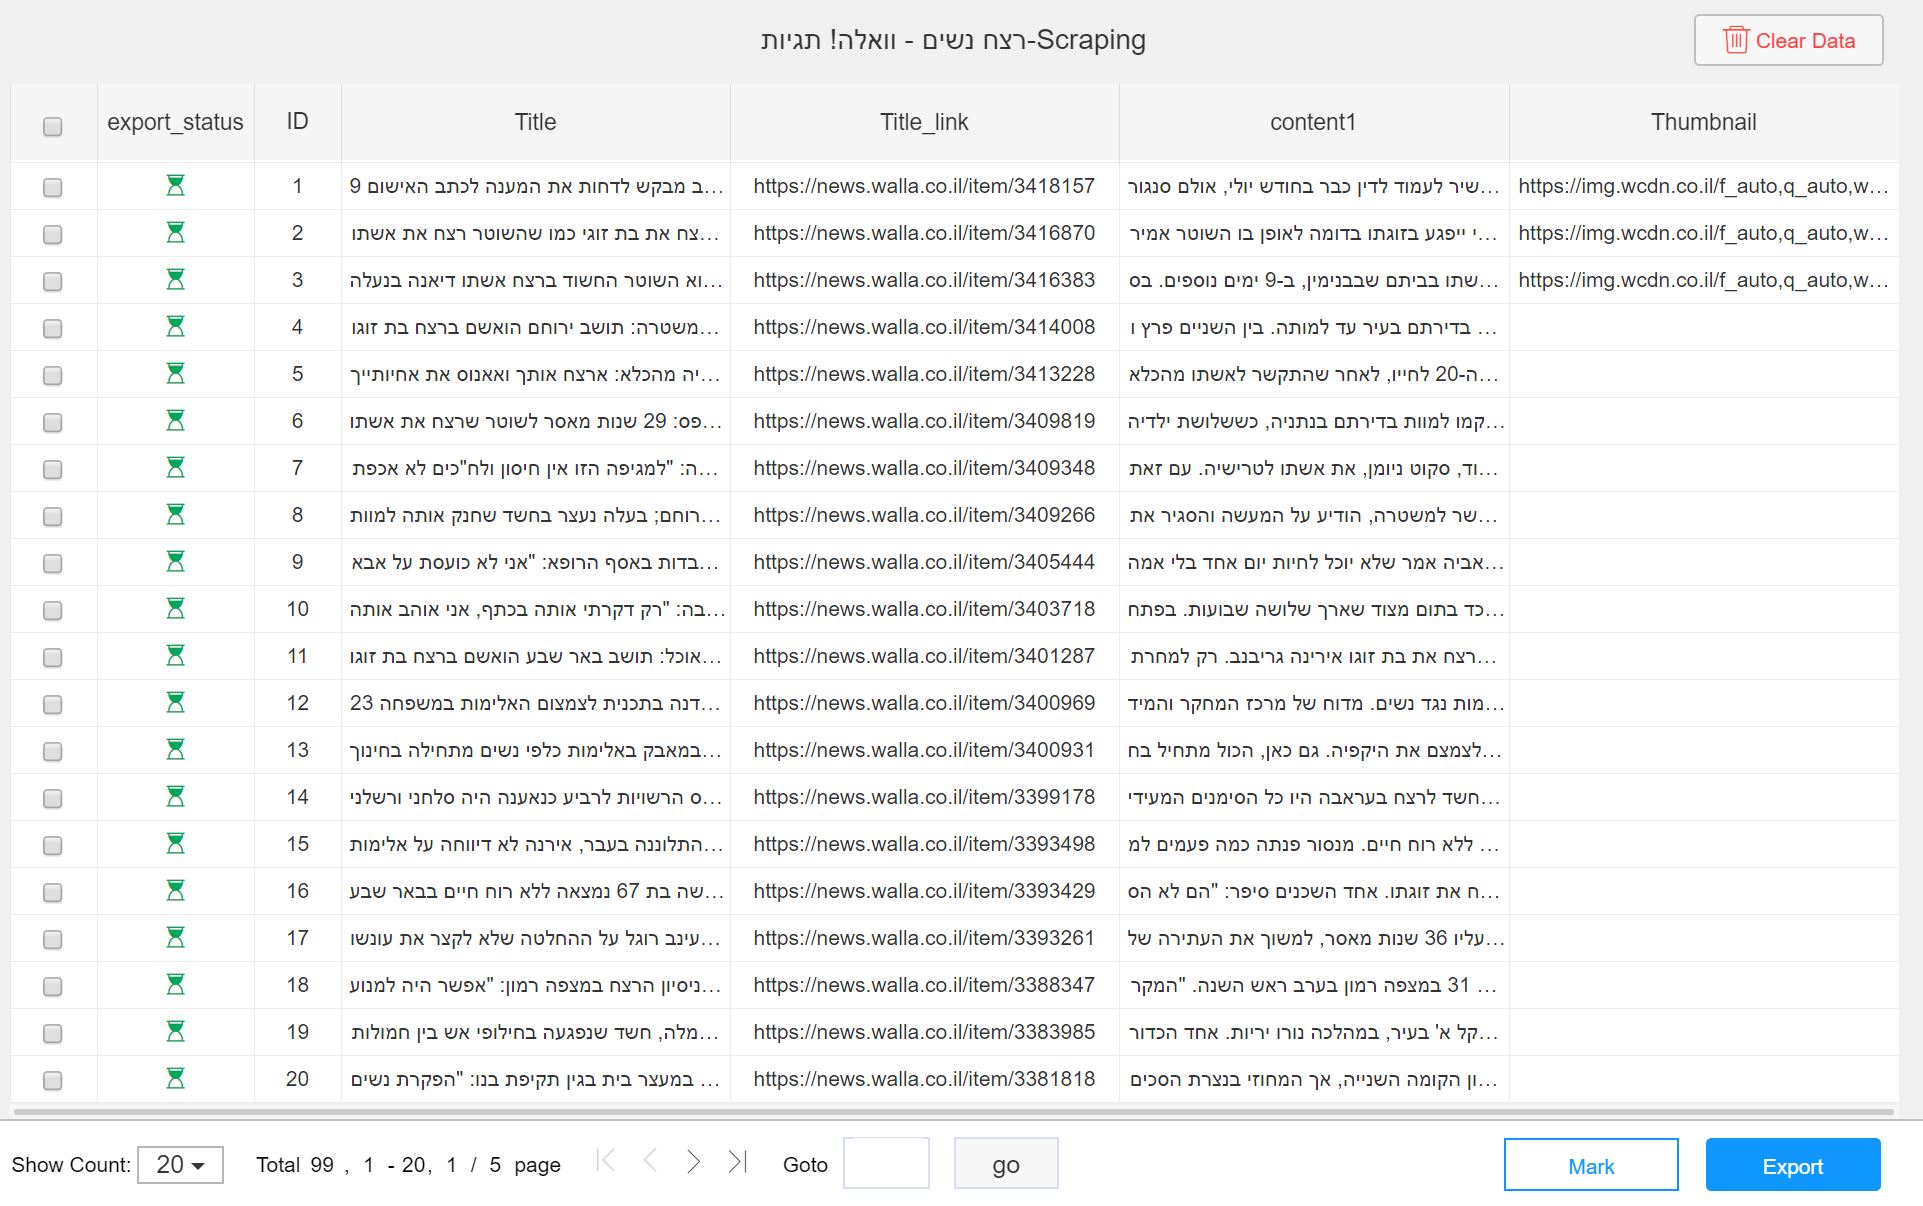 רצח נשים - וואלה! תגיות-Scraping
Clear Data
export_status ID Title Title_link content1 Thumbnail
1 9 ב מבקש לדחות את המענה לכתב האישום... https://news.walla.co.il/item/3418157 שיר לעמוד לדין כבר בחודש יולי, אולם סנגור... https://img.wcdn.co.il/f_auto,q_auto,w...
2 צח את בת זוגי כמו שהשוטר רצח את אשתו... https://news.walla.co.il/item/3416870 י ייפגע בזוגתו בדומה לאופן בו השוטר אמיר... https://img.wcdn.co.il/f_auto,q_auto,w...
3 וא השוטר החשוד ברצח אשתו דיאנה בנעלה... https://news.walla.co.il/item/3416383 שתו בביתם שבבנימין, ב-9 ימים נוספים. בס... https://img.wcdn.co.il/f_auto,q_auto,w...
4 משטרה: תושב ירוחם הואשם ברצח בת זוגו... https://news.walla.co.il/item/3414008 בדירתם בעיר עד למותה. בין השניים פרץ ו...
5 יה מהכלא: ארצח אותך ואאנוס את אחיותייך... https://news.walla.co.il/item/3413228 ה-20 לחייו, לאחר שהתקשר לאשתו מהכלא...
6 פס: 29 שנות מאסר לשוטר שרצח את אשתו... https://news.walla.co.il/item/3409819 קמו למוות בדירתם בנתניה, כששלושת ילדיה...
7 ה: "למגיפה הזו אין חיסון ולח"כים לא אכפת... https://news.walla.co.il/item/3409348 וד, סקוט ניומן, את אשתו לטרישיה. עם זאת...
8 רוחם; בעלה נעצר בחשד שחנק אותה למוות... https://news.walla.co.il/item/3409266 שר למשטרה, הודיע על המעשה והסגיר את...
9 בדות באסף הרופא: "אני לא כועסת על אבא... https://news.walla.co.il/item/3405444 אביה אמר שלא יוכל לחיות יום אחד בלי אמה...
10 בה: "רק דקרתי אותה בכתף, אני אוהב אותה... https://news.walla.co.il/item/3403718 כד בתום מצוד שארך שלושה שבועות. בפתח...
11 אוכל: תושב באר שבע הואשם ברצח בת זוגו... https://news.walla.co.il/item/3401287 רצח את בת זוגו אירינה גריבנב. רק למחרת...
12 23 דנה בתכנית לצמצום האלימות במשפחה... https://news.walla.co.il/item/3400969 מות נגד נשים. מדוח של מרכז המחקר והמיד...
13 במאבק באלימות כלפי נשים מתחילה בחינוך... https://news.walla.co.il/item/3400931 לצמצם את היקפיה. גם כאן, הכול מתחיל בח...
14 ס הרשויות לרביע כנאענה היה סלחני ורשלני... https://news.walla.co.il/item/3399178 חשד לרצח בעראבה היו כל הסימנים המעידי...
15 התלוננה בעבר, אירנה לא דיווחה על אלימות... https://news.walla.co.il/item/3393498 ללא רוח חיים. מנסור פנתה כמה פעמים למ...
16 שה בת 67 נמצאה ללא רוח חיים בבאר שבע... https://news.walla.co.il/item/3393429 ח את זוגתו. אחד השכנים סיפר: "הם לא הס...
17 עינב רוגל על ההחלטה שלא לקצר את עונשו... https://news.walla.co.il/item/3393261 עליו 36 שנות מאסר, למשוך את העתירה של...
18 ניסיון הרצח במצפה רמון: "אפשר היה למנוע... https://news.walla.co.il/item/3388347 31 במצפה רמון בערב ראש השנה. "המקר...
19 מלה, חשד שנפגעה בחילופי אש בין חמולות... https://news.walla.co.il/item/3383985 קל א' בעיר, במהלכה נורו יריות. אחד הכדור...
20 במעצר בית בגין תקיפת בנו: "הפקרת נשים... https://news.walla.co.il/item/3381818 ון הקומה השנייה, אך המחוזי בנצרת הסכים...
Show Count: 20 Total 99 , 1 - 20, 1 / 5 page Goto go Mark Export